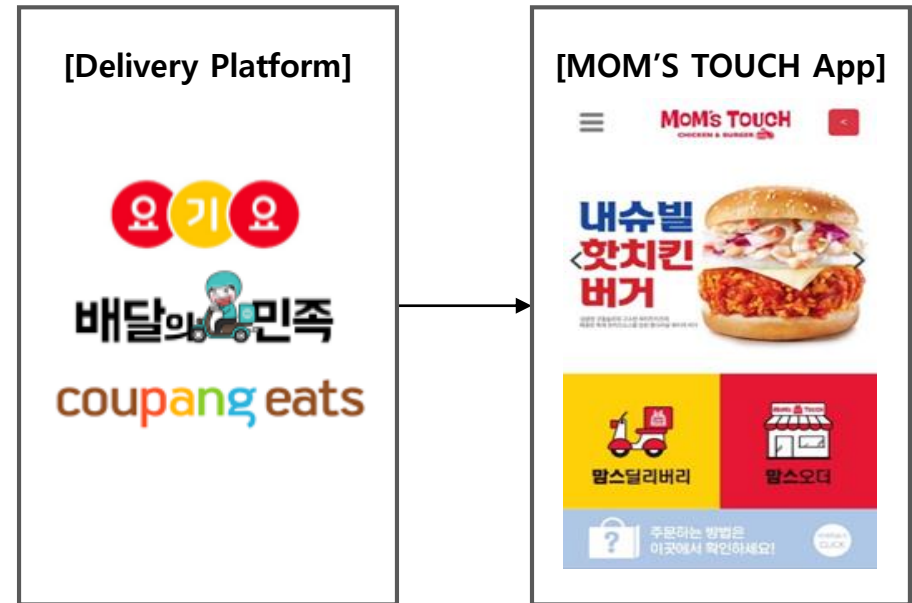 [Delivery Platform]
요기요
배달의민족
coupang eats
[MOM'S TOUCH App]
MOM'S TOUCH
CHICKEN & BURGER
<
내슈빌
핫치킨
버거
맘스딜리버리
MOM'S TOUCH
맘스오더
?
주문하는 방법은
이곳에서 확인하세요!
CLICK